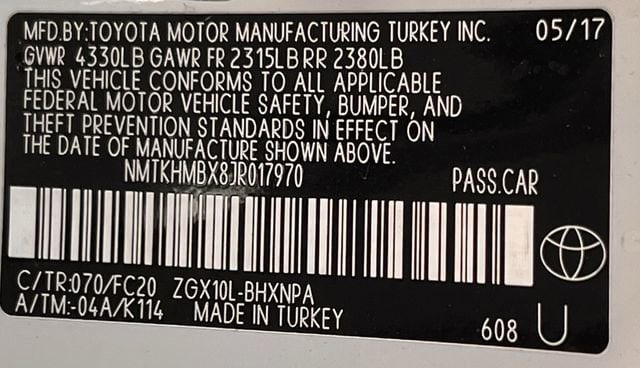 MFD.BY:TOYOTA MOTOR MANUFACTURING TURKEY INC. 05/17
GVWR 4330LB GAWR FR 2315LB RR 2380LB
THIS VEHICLE CONFORMS TO ALL APPLICABLE
FEDERAL MOTOR VEHICLE SAFETY, BUMPER, AND
THEFT PREVENTION STANDARDS IN EFFECT ON
THE DATE OF MANUFACTURE SHOWN ABOVE.
NMTKHMBX8JR017970 PASS.CAR
C/TR:070/FC20 ZGX10L-BHXNPA
A/TM:-04A/K114 MADE IN TURKEY
608 U